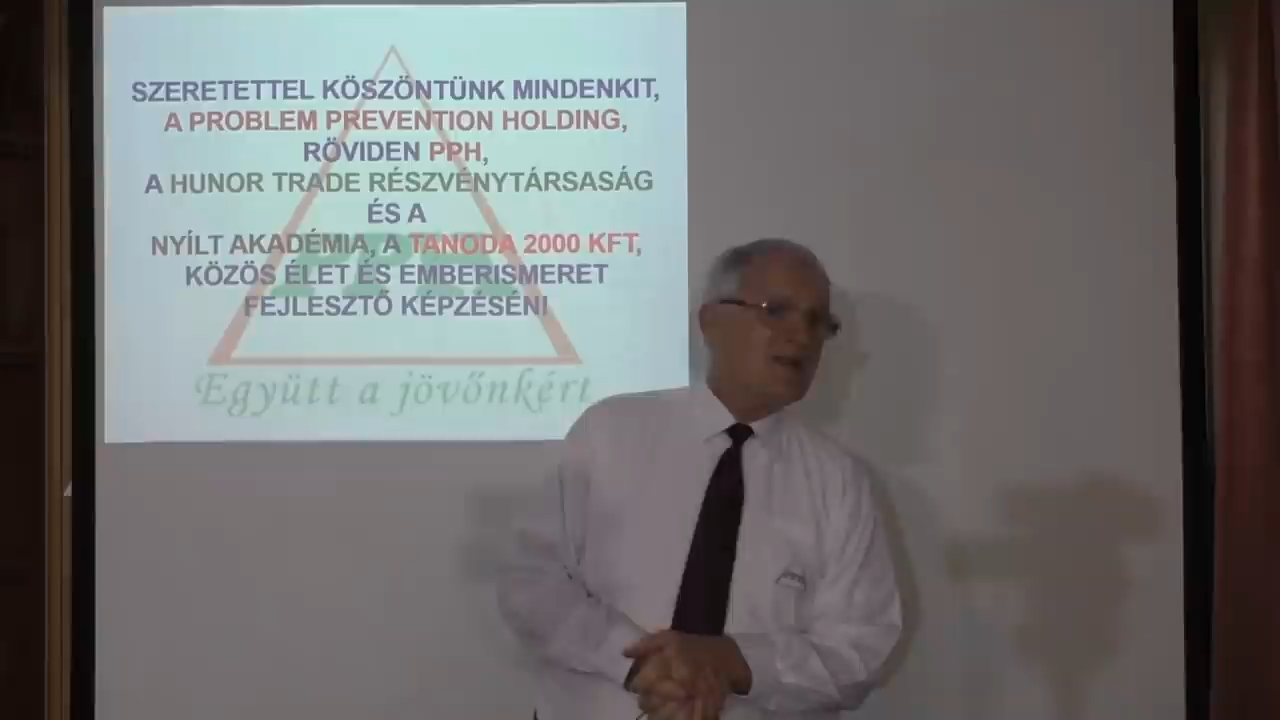 SZERETETTEL KÖSZÖNTÜNK MINDENKIT,
A PROBLEM PREVENTION HOLDING,
RÖVIDEN PPH,
A HUNOR TRADE RÉSZVÉNYTÁRSASÁG
ÉS A
NYÍLT AKADÉMIA, A TANODA 2000 KFT,
KÖZÖS ÉLET ÉS EMBERISMERET
FEJLESZTŐ KÉPZÉSÉN!
PPH
Együtt a jövőnkért